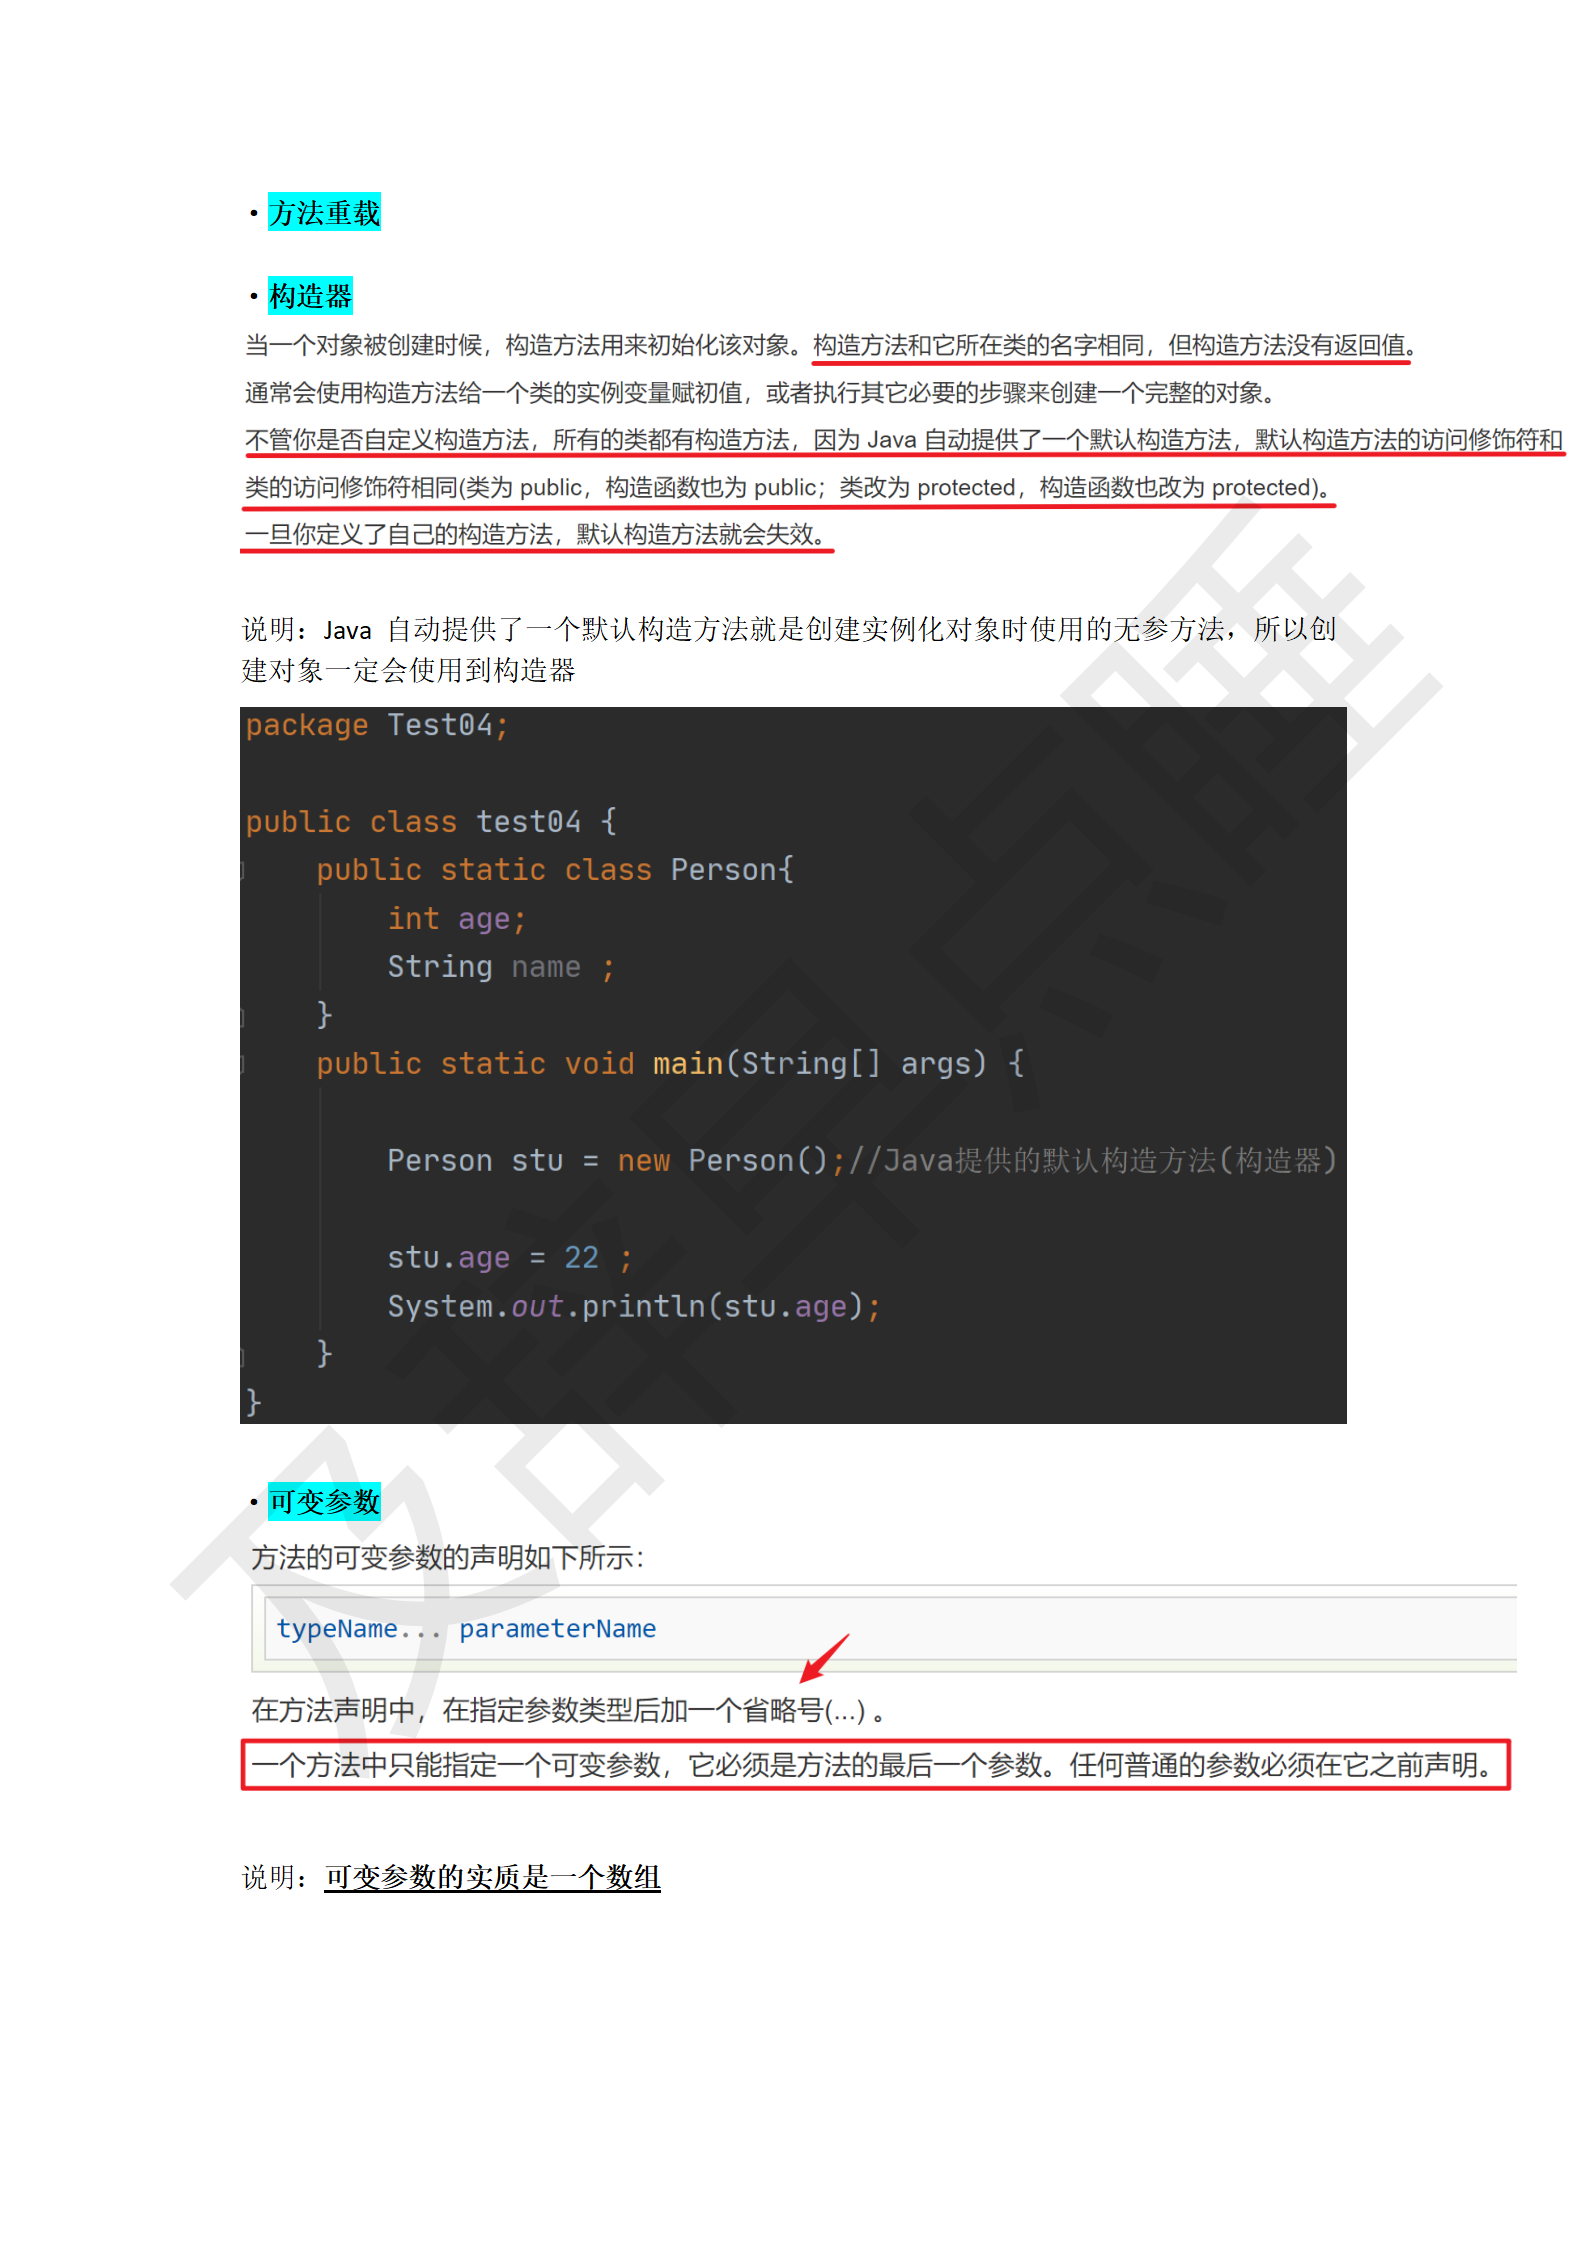 ·方法重载
·构造器
当一个对象被创建时候，构造方法用来初始化该对象。构造方法和它所在类的名字相同，但构造方法没有返回值。
通常会使用构造方法给一个类的实例变量赋初值，或者执行其它必要的步骤来创建一个完整的对象。
不管你是否自定义构造方法，所有的类都有构造方法，因为 Java 自动提供了一个默认构造方法，默认构造方法的访问修饰符和
类的访问修饰符相同(类为 public，构造函数也为 public；类改为 protected，构造函数也改为 protected)。
一旦你定义了自己的构造方法，默认构造方法就会失效。
说明：Java 自动提供了一个默认构造方法就是创建实例化对象时使用的无参方法，所以创
建对象一定会使用到构造器
package Test04;
public class test04 {
public static class Person{
int age;
String name ;
}
public static void main(String[] args) {
Person stu = new Person();//Java提供的默认构造方法(构造器)
stu.age = 22 ;
System.out.println(stu.age);
}
}
·可变参数
方法的可变参数的声明如下所示：
typeName... parameterName
在方法声明中，在指定参数类型后加一个省略号(...) 。
一个方法中只能指定一个可变参数，它必须是方法的最后一个参数。任何普通的参数必须在它之前声明。
说明：可变参数的实质是一个数组
及辞早点睡